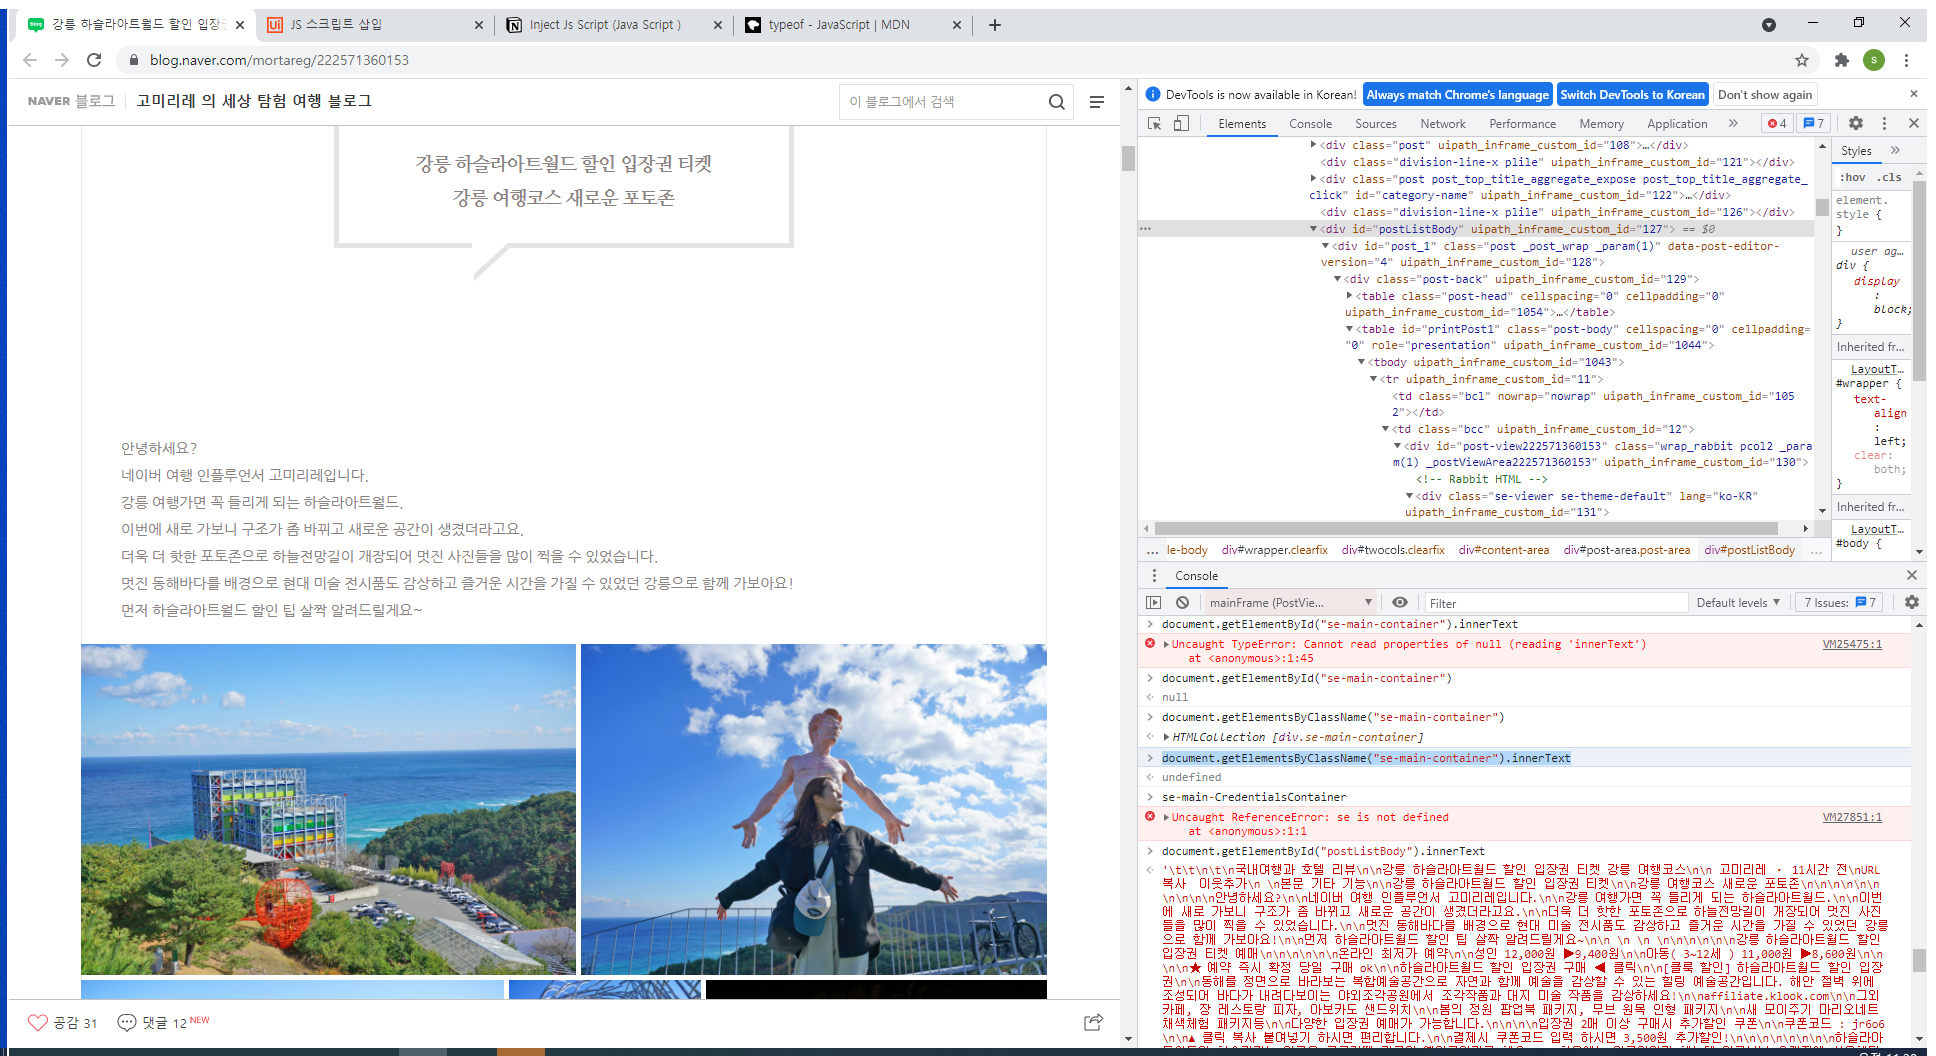 강릉 하슬라아트월드 할인 입장권
JS 스크립트 삽입
Inject Js Script (Java Script )
typeof - JavaScript | MDN
blog.naver.com/mortareg/222571360153
S
NAVER 블로그 고미리레 의 세상 탐험 여행 블로그
이 블로그에서 검색
강릉 하슬라아트월드 할인 입장권 티켓
강릉 여행코스 새로운 포토존
안녕하세요?
네이버 여행 인플루언서 고미리레입니다.
강릉 여행가면 꼭 들리게 되는 하슬라아트월드.
이번에 새로 가보니 구조가 좀 바뀌고 새로운 공간이 생겼더라고요.
더욱 더 핫한 포토존으로 하늘전망길이 개장되어 멋진 사진들을 많이 찍을 수 있었습니다.
멋진 동해바다를 배경으로 현대 미술 전시품도 감상하고 즐거운 시간을 가질 수 있었던 강릉으로 함께 가보아요!
먼저 하슬라아트월드 할인 팁 살짝 알려드릴게요~
공감 31 댓글 12 NEW
DevTools is now available in Korean! Always match Chrome's language Switch DevTools to Korean Don't show again
Elements Console Sources Network Performance Memory Application » 4 7
<div class="post" uipath_inframe_custom_id="108">…</div>
<div class="division-line-x plile" uipath_inframe_custom_id="121"></div>
<div class="post post_top_title_aggregate_expose post_top_title_aggregate_
click" id="category-name" uipath_inframe_custom_id="122">…</div>
<div class="division-line-x plile" uipath_inframe_custom_id="126"></div>
<div id="postListBody" uipath_inframe_custom_id="127"> == $0
<div id="post_1" class="post _post_wrap _param(1)" data-post-editor-
version="4" uipath_inframe_custom_id="128">
<div class="post-back" uipath_inframe_custom_id="129">
<table class="post-head" cellspacing="0" cellpadding="0"
uipath_inframe_custom_id="1054">…</table>
<table id="printPost1" class="post-body" cellspacing="0" cellpadding=
"0" role="presentation" uipath_inframe_custom_id="1044">
<tbody uipath_inframe_custom_id="1043">
<tr uipath_inframe_custom_id="11">
<td class="bcl" nowrap="nowrap" uipath_inframe_custom_id="105
2"></td>
<td class="bcc" uipath_inframe_custom_id="12">
<div id="post-view222571360153" class="wrap_rabbit pcol2 _para
m(1) _postViewArea222571360153" uipath_inframe_custom_id="130">
<!-- Rabbit HTML -->
<div class="se-viewer se-theme-default" lang="ko-KR"
uipath_inframe_custom_id="131">
… le-body div#wrapper.clearfix div#twocols.clearfix div#content-area div#post-area.post-area div#postListBody …
Styles »
:hov .cls
element.
style {
}
user ag…
div {
display
:
block;
}
Inherited fr…
LayoutT…
#wrapper {
text-
align
:
left;
clear:
both;
}
Inherited fr…
LayoutT…
#body {
Console
mainFrame (PostVie… Filter Default levels 7 Issues: 7
document.getElementById("se-main-container").innerText
Uncaught TypeError: Cannot read properties of null (reading 'innerText') VM25475:1
at <anonymous>:1:45
document.getElementById("se-main-container")
null
document.getElementsByClassName("se-main-container")
HTMLCollection [div.se-main-container]
document.getElementsByClassName("se-main-container").innerText
undefined
se-main-CredentialsContainer
Uncaught ReferenceError: se is not defined VM27851:1
at <anonymous>:1:1
document.getElementById("postListBody").innerText
'\t\t\n\t\n국내여행과 호텔 리뷰\n\n강릉 하슬라아트월드 할인 입장권 티켓 강릉 여행코스\n\n 고미리레 · 11시간 전\nURL
복사 이웃추가\n \n본문 기타 기능\n\n강릉 하슬라아트월드 할인 입장권 티켓\n\n강릉 여행코스 새로운 포토존\n\n\n\n\n\n
\n\n\n\n안녕하세요?\n\n네이버 여행 인플루언서 고미리레입니다.\n\n강릉 여행가면 꼭 들리게 되는 하슬라아트월드.\n\n이번
에 새로 가보니 구조가 좀 바뀌고 새로운 공간이 생겼더라고요.\n\n더욱 더 핫한 포토존으로 하늘전망길이 개장되어 멋진 사진
들을 많이 찍을 수 있었습니다.\n\n멋진 동해바다를 배경으로 현대 미술 전시품도 감상하고 즐거운 시간을 가질 수 있었던 강릉
으로 함께 가보아요!\n\n먼저 하슬라아트월드 할인 팁 살짝 알려드릴게요~\n\n \n \n \n\n\n\n\n\n강릉 하슬라아트월드 할인
입장권 티켓 예매\n\n\n\n\n\n온라인 최저가 예약\n\n성인 12,000원 ▶9,400원\n\n아동( 3~12세 ) 11,000원 ▶8,600원\n\n
\n\n★ 예약 즉시 확정 당일 구매 ok\n\n하슬라아트월드 할인 입장권 구매 ◀ 클릭\n\n[클룩 할인] 하슬라아트월드 할인 입장
권\n\n동해를 정면으로 바라보는 복합예술공간으로 자연과 함께 예술을 감상할 수 있는 힐링 예술공간입니다. 해안 절벽 위에
조성되어 바다가 내려다보이는 야외조각공원에서 조각작품과 대지 미술 작품을 감상하세요!\n\naffiliate.klook.com\n\n그외
카페, 장 레스토랑 피자, 아보카도 샌드위치\n\n봄의 정원 팝업북 패키지, 무브 원목 인형 패키지\n\n새 모이주기 마리오네트
채색체험 패키지등\n\n다양한 입장권 예매가 가능합니다.\n\n\n\n입장권 2매 이상 구매시 추가할인 쿠폰\n\n쿠폰코드 : jr6o6
\n\n▲ 클릭 복사 붙여넣기 하시면 편리합니다.\n\n결제시 쿠폰코드 입력 하시면 3,500원 추가할인!\n\n\n\n\n\n\n\n하슬라아